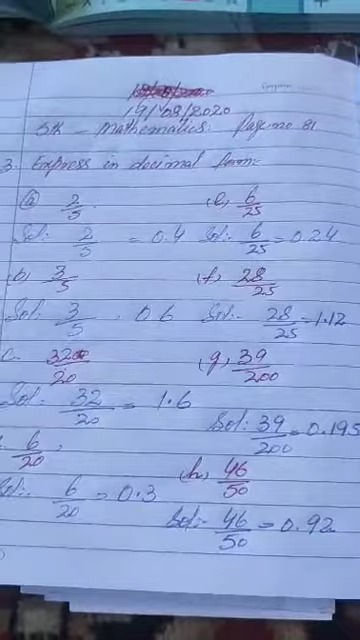 19/08/2020
Mathematics. Page no 81
3. Express in decimal form:
(a) 2/5
Sol: 2/5 = 0.4
(b) 3/5
Sol: 3/5 . 0.6
c. 32/20
Sol: 32/20 = 1.6
6/20
Sol: 6/20 = 0.3
(e) 6/25
Sol: 6/25 = 0.24
(f) 28/25
Sol: 28/25 = 1.12
(g) 39/200
Sol: 39/200 = 0.195
(h) 46/50
Sol: 46/50 = 0.92